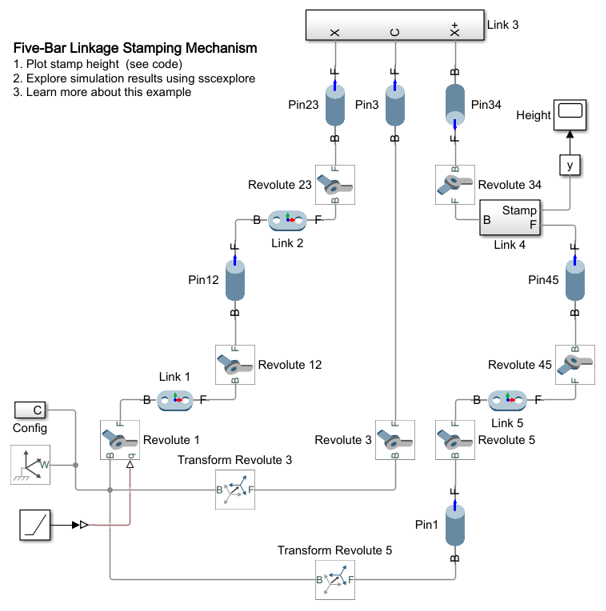 Link 3
X C X+
Five-Bar Linkage Stamping Mechanism
1. Plot stamp height (see code)
2. Explore simulation results using sscexplore
3. Learn more about this example
F F B
Pin23 Pin3 Pin34
Height
B B F
y
F B
Revolute 23 Revolute 34
B F
Stamp
B F
B F
Link 2
Link 4
F F
Pin12 Pin45
B B
F F
Revolute 12 Revolute 45
B B
Link 1
B F B F
Link 5
C
Config
F F F
Revolute 1 Revolute 3 Revolute 5
B q B B
W
Transform Revolute 3
B F
F
Pin1
B
Transform Revolute 5
B F